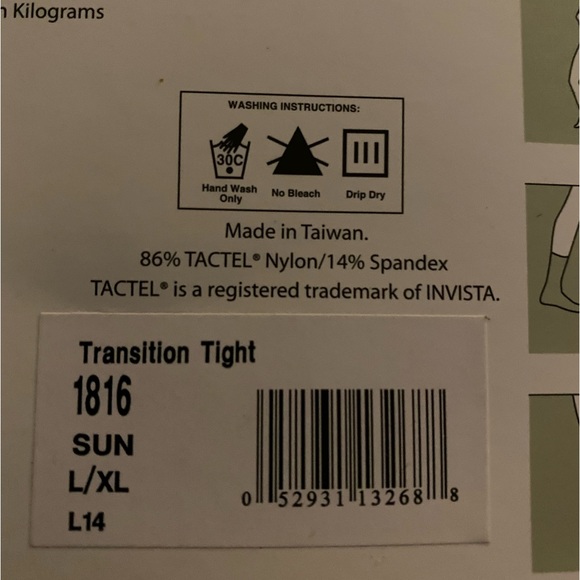 Kilograms
WASHING INSTRUCTIONS:
30C
Hand Wash
Only
No Bleach
Drip Dry
Made in Taiwan.
86% TACTEL® Nylon/14% Spandex
TACTEL® is a registered trademark of INVISTA.
Transition Tight
1816
SUN
L/XL
L14
0 52931 13268 8